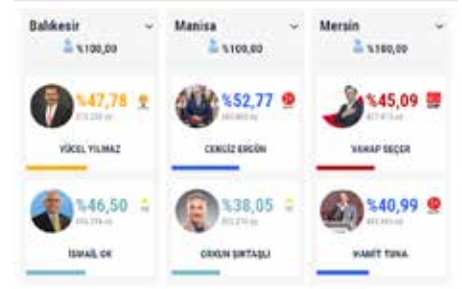 Balıkesir
%100,00
%47,78
YÜCEL YILMAZ
%46,50
İSMAİL OK
Manisa
%100,00
%52,77
CENGİZ ERGÜN
%38,05
ORKUN ŞIKTAŞLI
Mersin
%100,00
%45,09
VAHAP SEÇER
%40,99
HAMİT TUNA